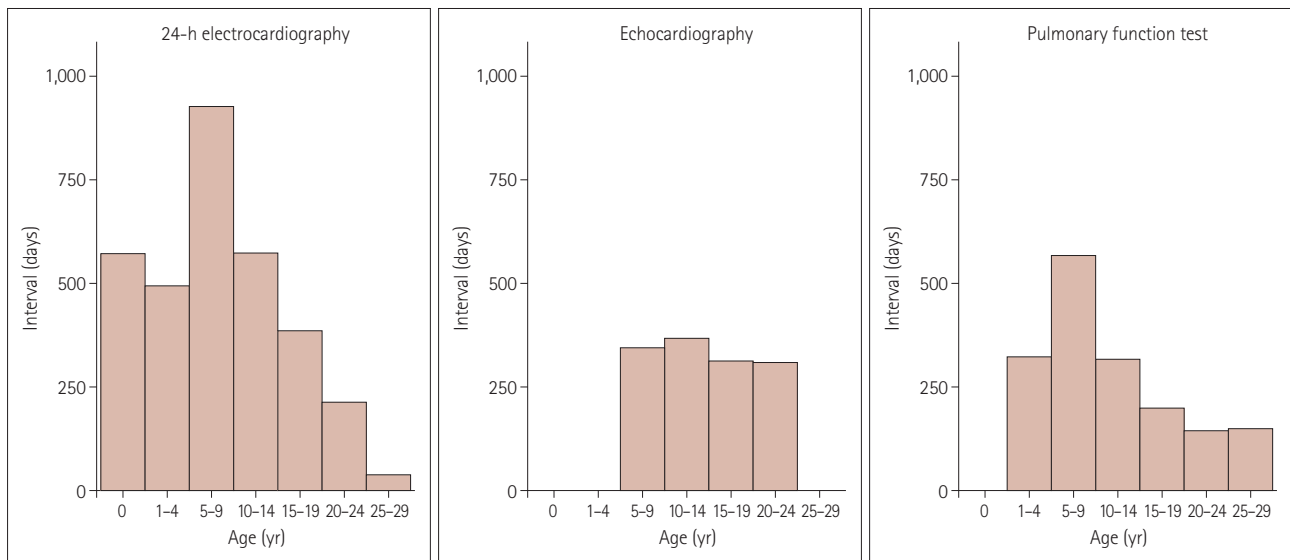 24-h electrocardiography
1,000
750
500
250
0
Interval (days)
0 1–4 5–9 10–14 15–19 20–24 25–29
Age (yr)
Echocardiography
1,000
750
500
250
0
Interval (days)
0 1–4 5–9 10–14 15–19 20–24 25–29
Age (yr)
Pulmonary function test
1,000
750
500
250
0
Interval (days)
0 1–4 5–9 10–14 15–19 20–24 25–29
Age (yr)